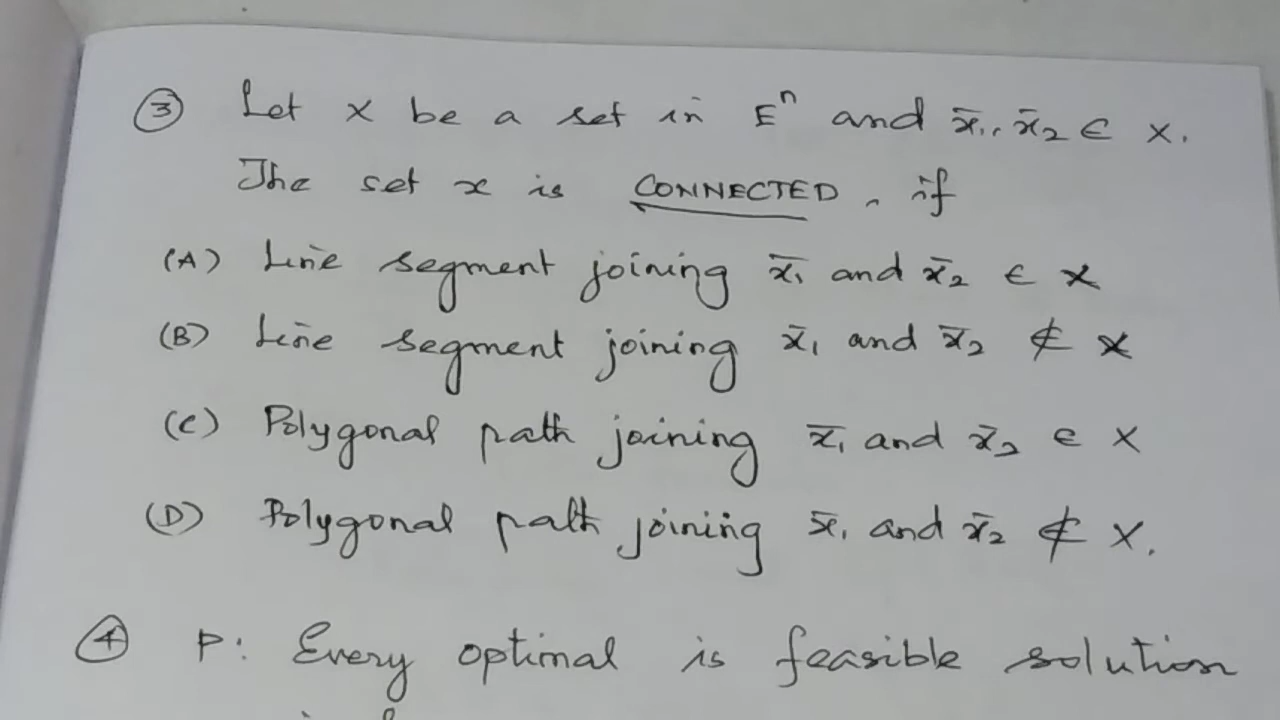 ③ Let X be a set in Eⁿ and x̄₁, x̄₂ ∈ X.
The set x is CONNECTED, if
(A) Line segment joining x̄₁ and x̄₂ ∈ X
(B) Line segment joining x̄₁ and x̄₂ ∉ X
(C) Polygonal path joining x̄₁ and x̄₂ ∈ X
(D) Polygonal path joining x̄₁ and x̄₂ ∉ X.
④ P: Every optimal is feasible solution